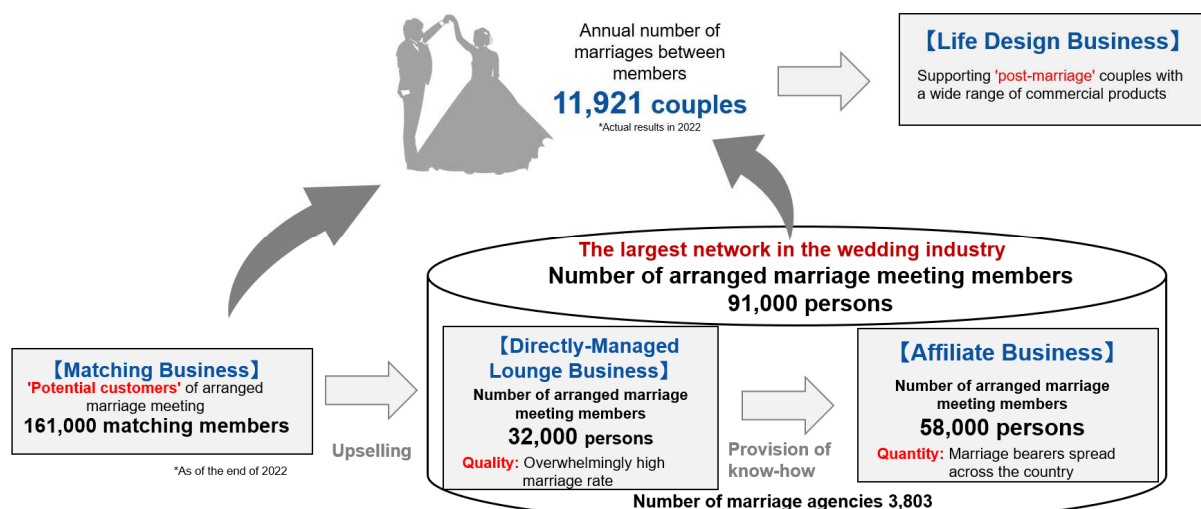 Annual number of
marriages between
members
11,921 couples
*Actual results in 2022
【Life Design Business】
Supporting 'post-marriage' couples with
a wide range of commercial products
The largest network in the wedding industry
Number of arranged marriage meeting members
91,000 persons
【Matching Business】
'Potential customers' of arranged
marriage meeting
161,000 matching members
*As of the end of 2022
Upselling
【Directly-Managed
Lounge Business】
Number of arranged marriage
meeting members
32,000 persons
Quality: Overwhelmingly high
marriage rate
Provision of
know-how
【Affiliate Business】
Number of arranged marriage
meeting members
58,000 persons
Quantity: Marriage bearers spread
across the country
Number of marriage agencies 3,803